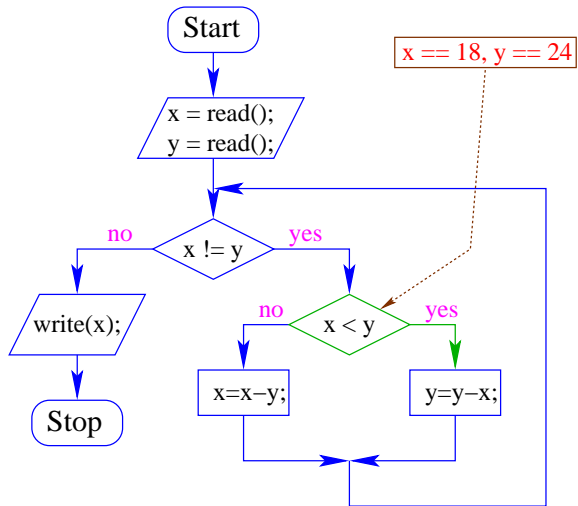 Start
x == 18, y == 24
x = read();
y = read();
no
x != y
yes
write(x);
no
x < y
yes
x=x−y;
y=y−x;
Stop